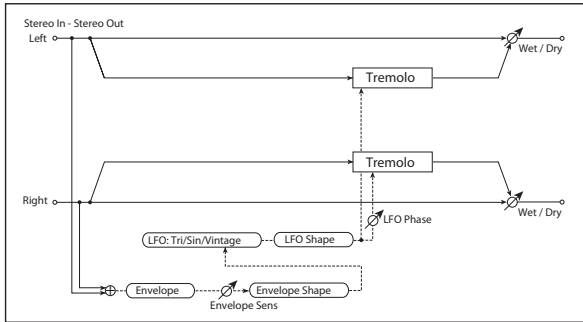 Stereo In - Stereo Out
Left
Wet / Dry
Tremolo
Tremolo
Right
Wet / Dry
LFO Phase
LFO: Tri/Sin/Vintage
LFO Shape
Envelope
Envelope Shape
Envelope Sens